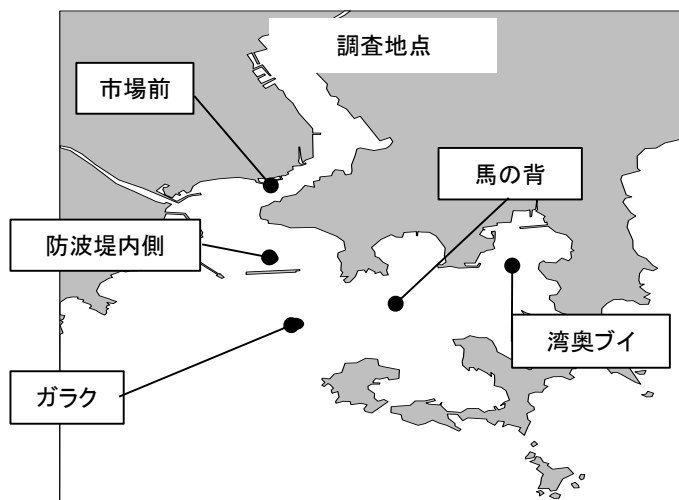 調査地点
市場前
馬の背
防波堤内側
湾奥ブイ
ガラク